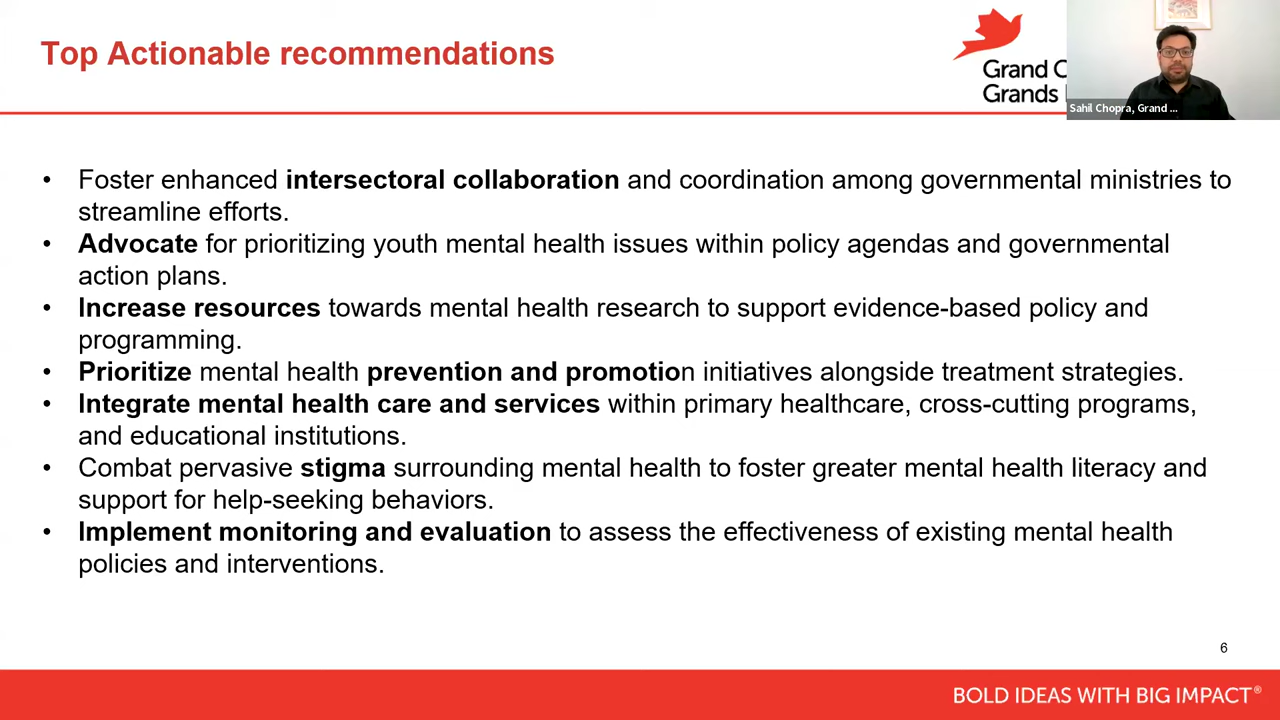 Top Actionable recommendations
Grand C
Grands
Sahil Chopra, Grand ...
• Foster enhanced intersectoral collaboration and coordination among governmental ministries to
streamline efforts.
• Advocate for prioritizing youth mental health issues within policy agendas and governmental
action plans.
• Increase resources towards mental health research to support evidence-based policy and
programming.
• Prioritize mental health prevention and promotion initiatives alongside treatment strategies.
• Integrate mental health care and services within primary healthcare, cross-cutting programs,
and educational institutions.
• Combat pervasive stigma surrounding mental health to foster greater mental health literacy and
support for help-seeking behaviors.
• Implement monitoring and evaluation to assess the effectiveness of existing mental health
policies and interventions.
6
BOLD IDEAS WITH BIG IMPACT®